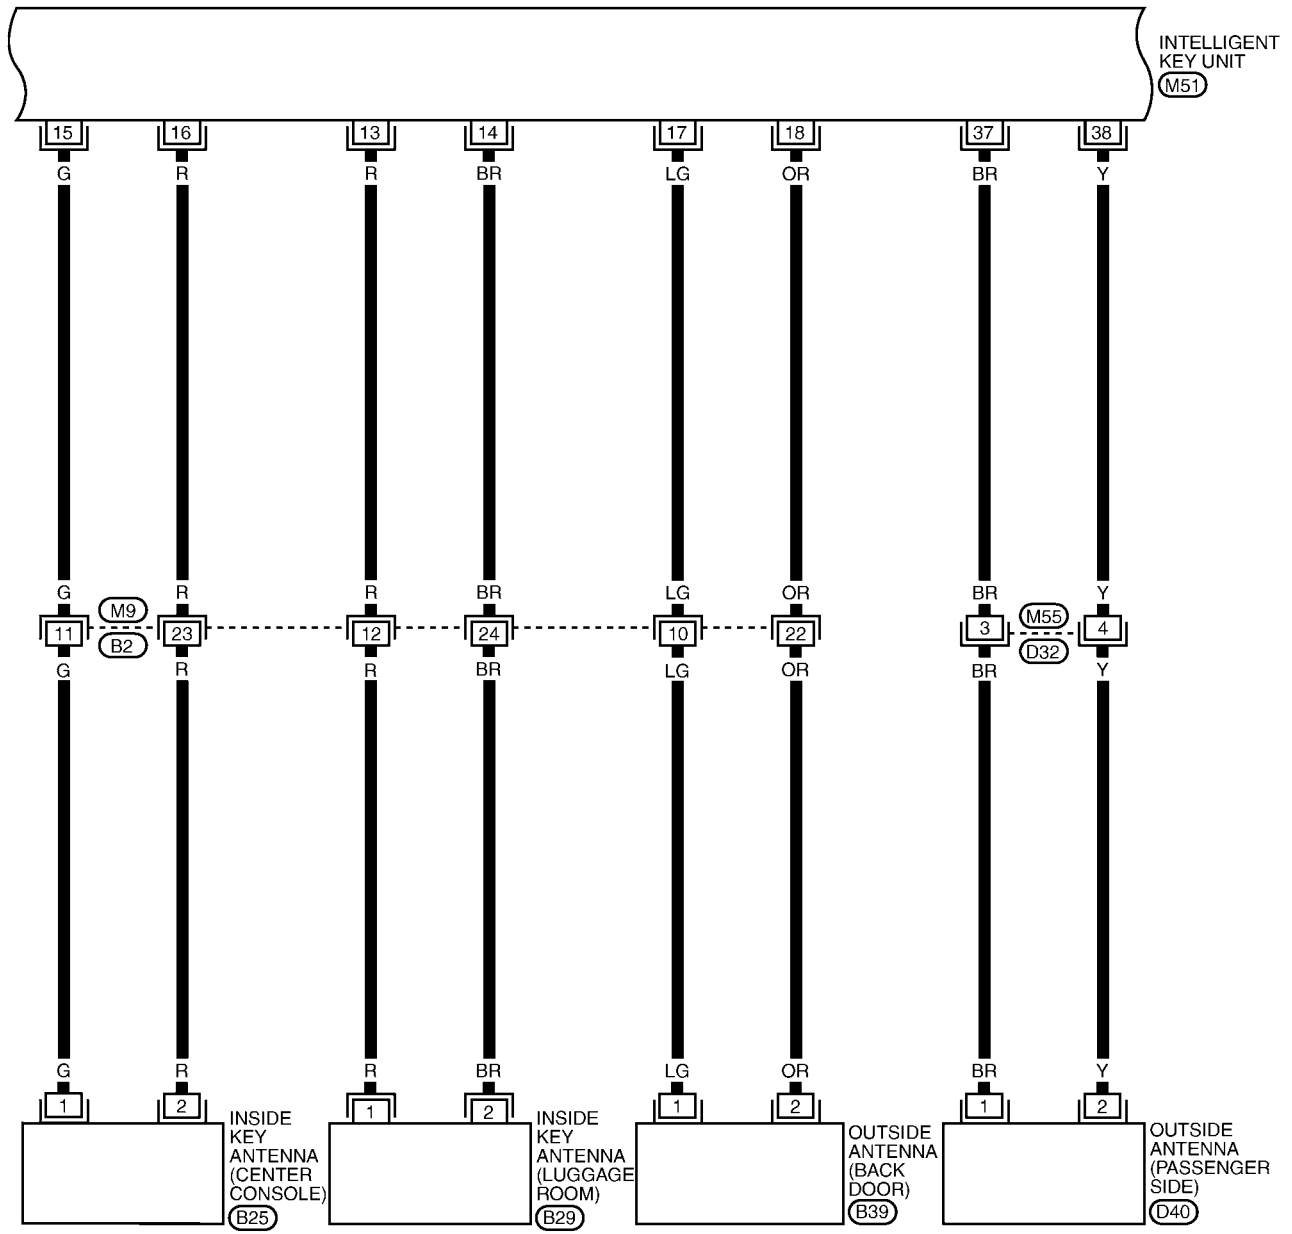 INTELLIGENT
KEY UNIT
M51
15 16 13 14 17 18 37 38
G R R BR LG OR BR Y
G R R BR LG OR BR Y
M9 M55
11 23 12 24 10 22 3 4
B2 D32
G R R BR LG OR BR Y
G R R BR LG OR BR Y
1 2 1 2 1 2 1 2
INSIDE
KEY
ANTENNA
(CENTER
CONSOLE)
B25
INSIDE
KEY
ANTENNA
(LUGGAGE
ROOM)
B29
OUTSIDE
ANTENNA
(BACK
DOOR)
B39
OUTSIDE
ANTENNA
(PASSENGER
SIDE)
D40